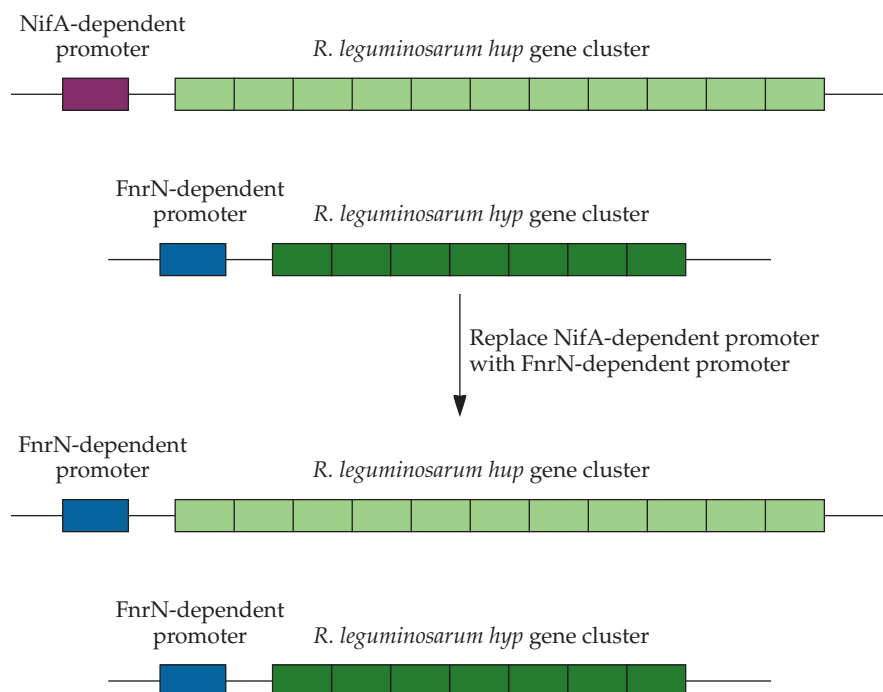 NifA-dependent
promoter
R. leguminosarum hup gene cluster
FnrN-dependent
promoter
R. leguminosarum hyp gene cluster
Replace NifA-dependent promoter
with FnrN-dependent promoter
FnrN-dependent
promoter
R. leguminosarum hup gene cluster
FnrN-dependent
promoter
R. leguminosarum hyp gene cluster